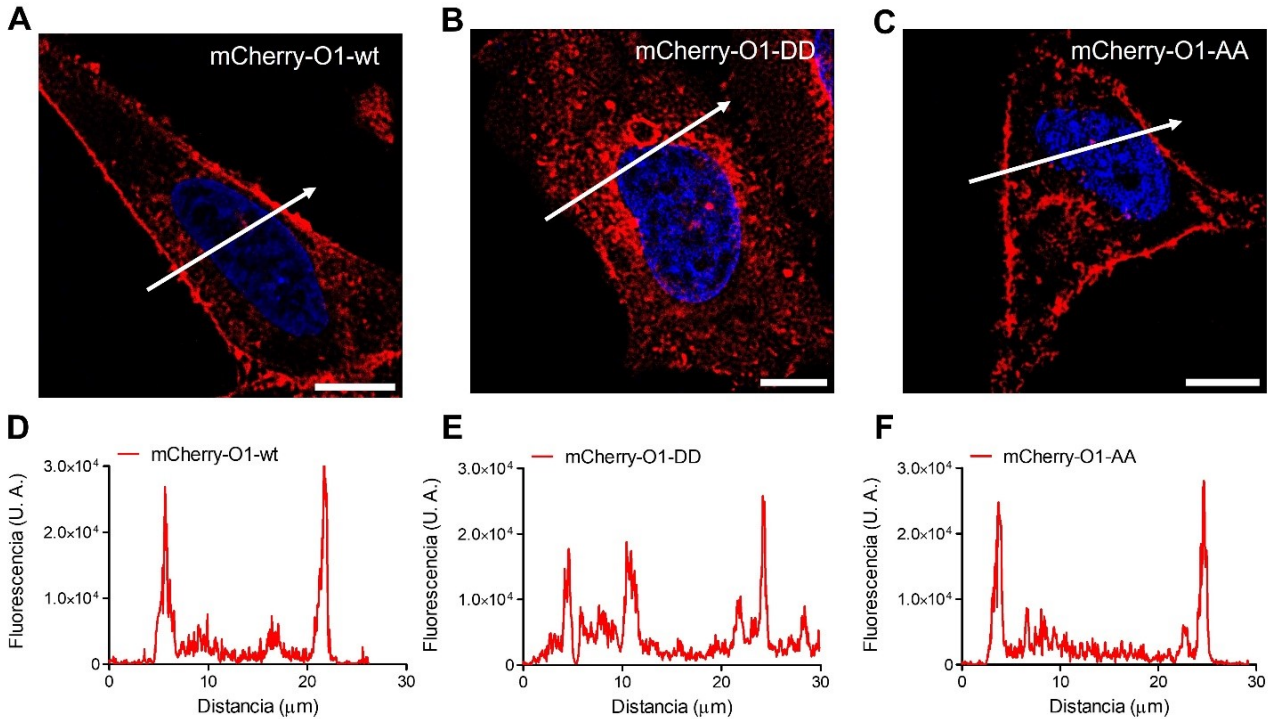 A
mCherry-O1-wt
B
mCherry-O1-DD
C
mCherry-O1-AA
D
mCherry-O1-wt
Fluorescencia (U. A.)
3.0×10⁴
2.0×10⁴
1.0×10⁴
0
0 10 20 30
Distancia (μm)
E
mCherry-O1-DD
Fluorescencia (U. A.)
3.0×10⁴
2.0×10⁴
1.0×10⁴
0
0 10 20 30
Distancia (μm)
F
mCherry-O1-AA
Fluorescencia (U. A.)
3.0×10⁴
2.0×10⁴
1.0×10⁴
0
0 10 20 30
Distancia (μm)